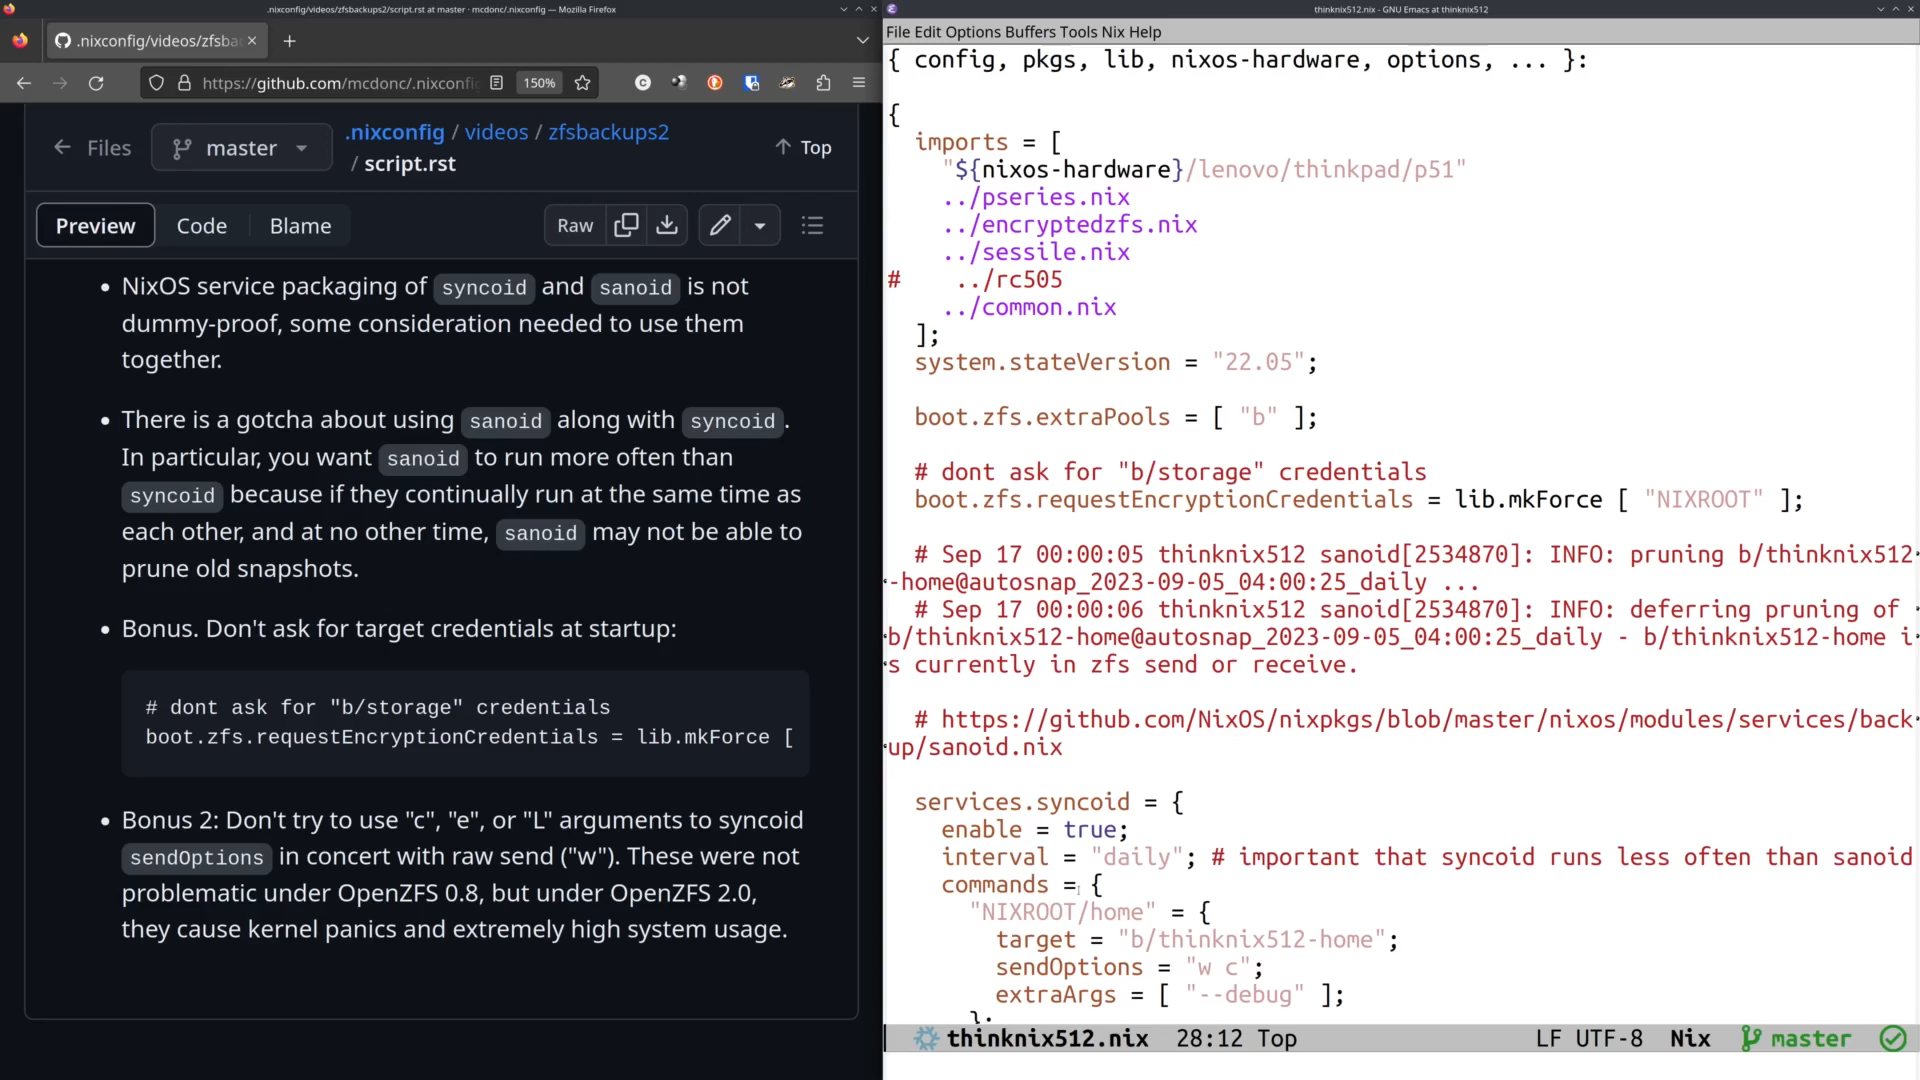 .nixconfig/videos/zfsbackups2/script.rst at master · mcdonc/.nixconfig — Mozilla Firefox
.nixconfig/videos/zfsba
https://github.com/mcdonc/.nixconfig
150%
Files
master
.nixconfig / videos / zfsbackups2
/ script.rst
Top
Preview
Code
Blame
Raw
• NixOS service packaging of syncoid and sanoid is not
dummy-proof, some consideration needed to use them
together.
• There is a gotcha about using sanoid along with syncoid.
In particular, you want sanoid to run more often than
syncoid because if they continually run at the same time as
each other, and at no other time, sanoid may not be able to
prune old snapshots.
• Bonus. Don't ask for target credentials at startup:
# dont ask for "b/storage" credentials
boot.zfs.requestEncryptionCredentials = lib.mkForce [
• Bonus 2: Don't try to use "c", "e", or "L" arguments to syncoid
sendOptions in concert with raw send ("w"). These were not
problematic under OpenZFS 0.8, but under OpenZFS 2.0,
they cause kernel panics and extremely high system usage.
thinknix512.nix - GNU Emacs at thinknix512
File Edit Options Buffers Tools Nix Help
{ config, pkgs, lib, nixos-hardware, options, ... }:
{
imports = [
"${nixos-hardware}/lenovo/thinkpad/p51"
../pseries.nix
../encryptedzfs.nix
../sessile.nix
# ../rc505
../common.nix
];
system.stateVersion = "22.05";
boot.zfs.extraPools = [ "b" ];
# dont ask for "b/storage" credentials
boot.zfs.requestEncryptionCredentials = lib.mkForce [ "NIXROOT" ];
# Sep 17 00:00:05 thinknix512 sanoid[2534870]: INFO: pruning b/thinknix512
-home@autosnap_2023-09-05_04:00:25_daily ...
# Sep 17 00:00:06 thinknix512 sanoid[2534870]: INFO: deferring pruning of
b/thinknix512-home@autosnap_2023-09-05_04:00:25_daily - b/thinknix512-home i
s currently in zfs send or receive.
# https://github.com/NixOS/nixpkgs/blob/master/nixos/modules/services/back
up/sanoid.nix
services.syncoid = {
enable = true;
interval = "daily"; # important that syncoid runs less often than sanoid
commands = {
"NIXROOT/home" = {
target = "b/thinknix512-home";
sendOptions = "w c";
extraArgs = [ "--debug" ];
};
thinknix512.nix 28:12 Top LF UTF-8 Nix master